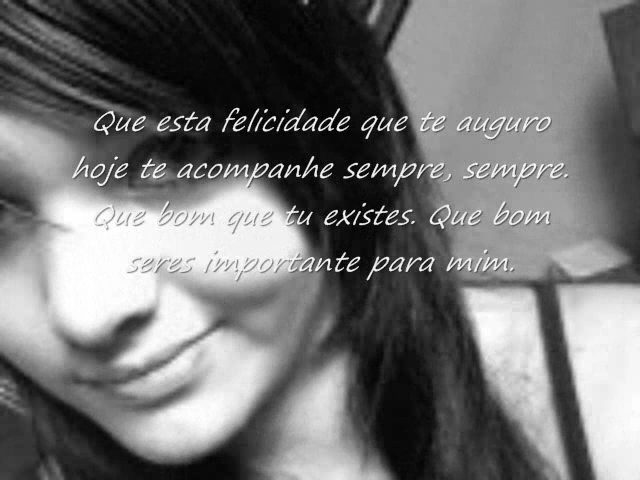 Que esta felicidade que te auguro
hoje te acompanhe sempre, sempre.
Que bom que tu existes. Que bom
seres importante para mim.